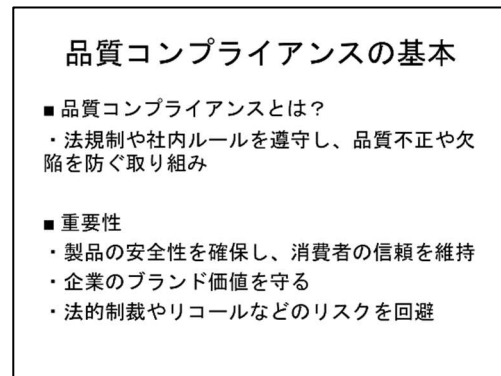 品質コンプライアンスの基本
■ 品質コンプライアンスとは？
・法規制や社内ルールを遵守し、品質不正や欠
陥を防ぐ取り組み
■ 重要性
・製品の安全性を確保し、消費者の信頼を維持
・企業のブランド価値を守る
・法的制裁やリコールなどのリスクを回避